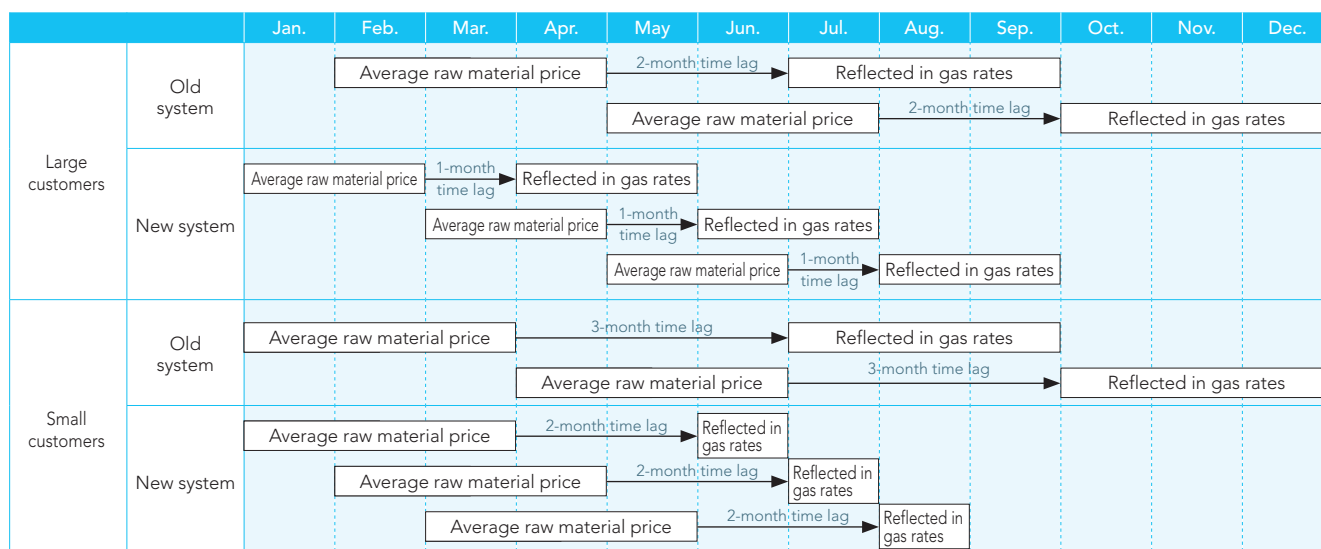 Jan. Feb. Mar. Apr. May Jun. Jul. Aug. Sep. Oct. Nov. Dec.
Large
customers
Old
system
Average raw material price 2-month time lag Reflected in gas rates
Average raw material price 2-month time lag Reflected in gas rates
New system
Average raw material price 1-month
time lag Reflected in gas rates
Average raw material price 1-month
time lag Reflected in gas rates
Average raw material price 1-month
time lag Reflected in gas rates
Small
customers
Old
system
Average raw material price 3-month time lag Reflected in gas rates
Average raw material price 3-month time lag Reflected in gas rates
New system
Average raw material price 2-month time lag Reflected in
gas rates
Average raw material price 2-month time lag Reflected in
gas rates
Average raw material price 2-month time lag Reflected in
gas rates